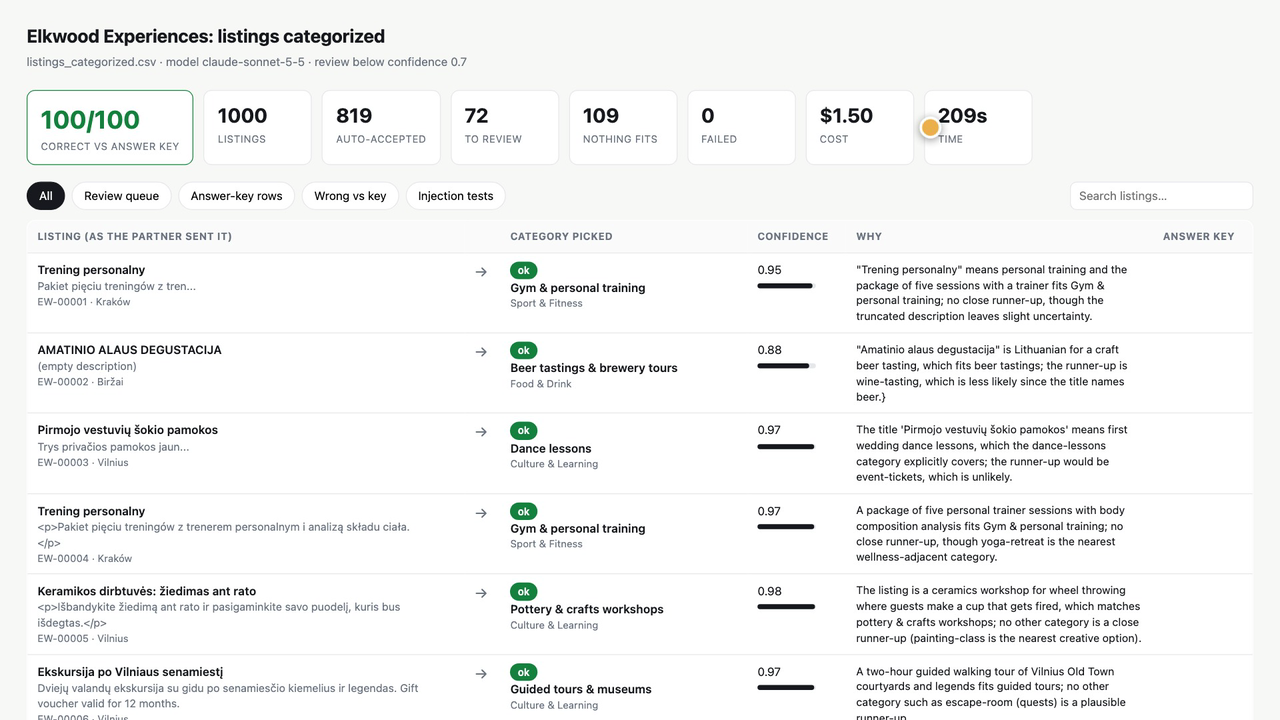 Elkwood Experiences: listings categorized
listings_categorized.csv · model claude-sonnet-5-5 · review below confidence 0.7
100/100
CORRECT VS ANSWER KEY
1000
LISTINGS
819
AUTO-ACCEPTED
72
TO REVIEW
109
NOTHING FITS
0
FAILED
$1.50
COST
209s
TIME
All
Review queue
Answer-key rows
Wrong vs key
Injection tests
Search listings...
LISTING (AS THE PARTNER SENT IT)
CATEGORY PICKED
CONFIDENCE
WHY
ANSWER KEY
Trening personalny
Pakiet pięciu treningów z tren...
EW-00001 · Kraków
→
ok
Gym & personal training
Sport & Fitness
0.95
"Trening personalny" means personal training and the
package of five sessions with a trainer fits Gym &
personal training; no close runner-up, though the
truncated description leaves slight uncertainty.
AMATINIO ALAUS DEGUSTACIJA
(empty description)
EW-00002 · Biržai
→
ok
Beer tastings & brewery tours
Food & Drink
0.88
"Amatinio alaus degustacija" is Lithuanian for a craft
beer tasting, which fits beer tastings; the runner-up is
wine-tasting, which is less likely since the title names
beer.}
Pirmojo vestuvių šokio pamokos
Trys privačios pamokos jaun...
EW-00003 · Vilnius
→
ok
Dance lessons
Culture & Learning
0.97
The title 'Pirmojo vestuvių šokio pamokos' means first
wedding dance lessons, which the dance-lessons
category explicitly covers; the runner-up would be
event-tickets, which is unlikely.
Trening personalny
<p>Pakiet pięciu treningów z trenerem personalnym i analizą składu ciała.
</p>
EW-00004 · Kraków
→
ok
Gym & personal training
Sport & Fitness
0.97
A package of five personal trainer sessions with body
composition analysis fits Gym & personal training; no
close runner-up, though yoga-retreat is the nearest
wellness-adjacent category.
Keramikos dirbtuvės: žiedimas ant rato
<p>Išbandykite žiedimą ant rato ir pasigaminkite savo puodelį, kuris bus
išdegtas.</p>
EW-00005 · Vilnius
→
ok
Pottery & crafts workshops
Culture & Learning
0.98
The listing is a ceramics workshop for wheel throwing
where guests make a cup that gets fired, which matches
pottery & crafts workshops; no other category is a close
runner-up (painting-class is the nearest creative option).
Ekskursija po Vilniaus senamiestį
Dviejų valandų ekskursija su gidu po senamiesčio kiemelius ir legendas. Gift
voucher valid for 12 months.
EW-00006 · Vilnius
→
ok
Guided tours & museums
Culture & Learning
0.97
A two-hour guided walking tour of Vilnius Old Town
courtyards and legends fits guided tours; no other
category such as escape-room (quests) is a plausible
runner-up.